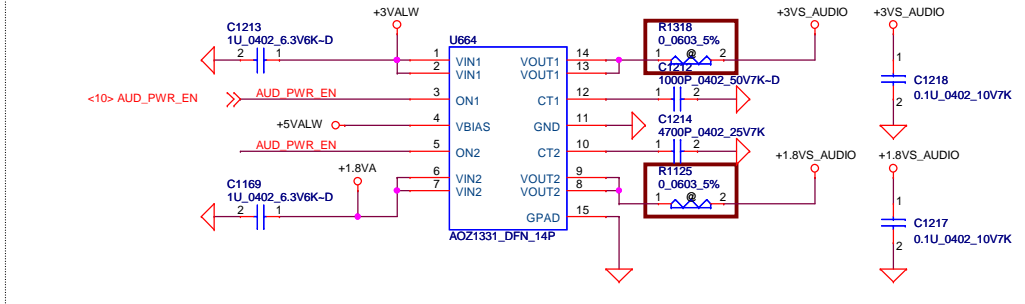 +3VALW
+3VS_AUDIO
+3VS_AUDIO
C1213
1U_0402_6.3V6K~D
2 1
U664
R1318
0_0603_5%
1 @ 2
1 VIN1 VOUT1 14
2 VIN1 VOUT1 13
C1212
1000P_0402_50V7K~D
1
C1218
0.1U_0402_10V7K
2
<10> AUD_PWR_EN
AUD_PWR_EN
3 ON1 CT1 12
1 2
+5VALW
4 VBIAS GND 11
C1214
4700P_0402_25V7K
AUD_PWR_EN
5 ON2 CT2 10
1 2
+1.8VA
+1.8VS_AUDIO
+1.8VS_AUDIO
C1169
1U_0402_6.3V6K~D
2 1
6 VIN2 VOUT2 9
7 VIN2 VOUT2 8
R1125
0_0603_5%
1 @ 2
GPAD 15
AOZ1331_DFN_14P
1
C1217
0.1U_0402_10V7K
2